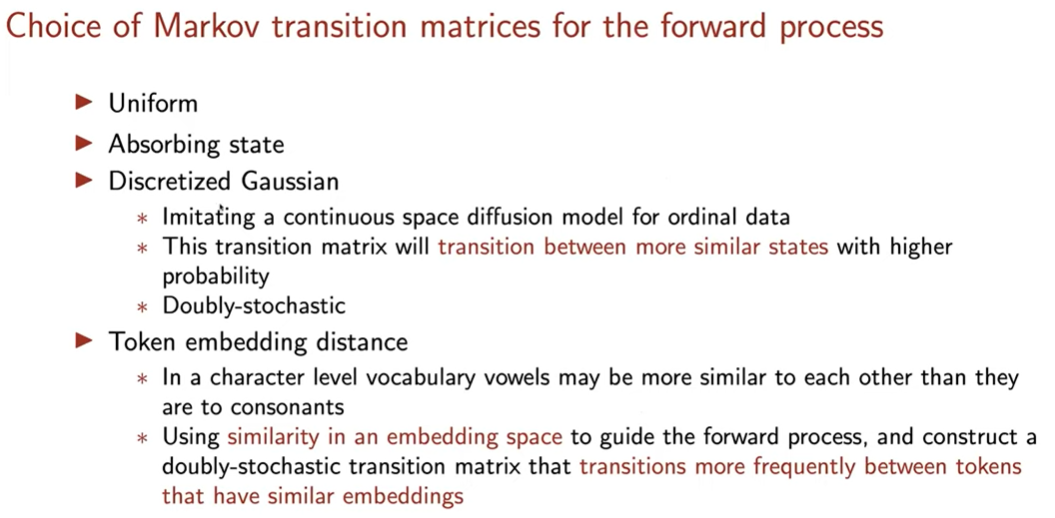 Choice of Markov transition matrices for the forward process
▶ Uniform
▶ Absorbing state
▶ Discretized Gaussian
* Imitating a continuous space diffusion model for ordinal data
* This transition matrix will transition between more similar states with higher
probability
* Doubly-stochastic
▶ Token embedding distance
* In a character level vocabulary vowels may be more similar to each other than they
are to consonants
* Using similarity in an embedding space to guide the forward process, and construct a
doubly-stochastic transition matrix that transitions more frequently between tokens
that have similar embeddings